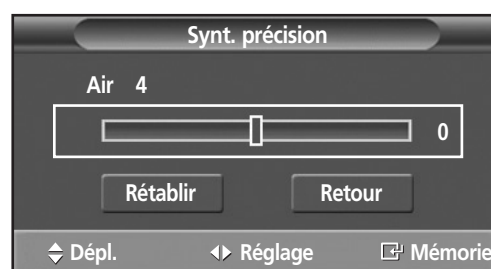 Synt. précision
Air 4
0
Rétablir Retour
Dépl. Réglage Mémorie